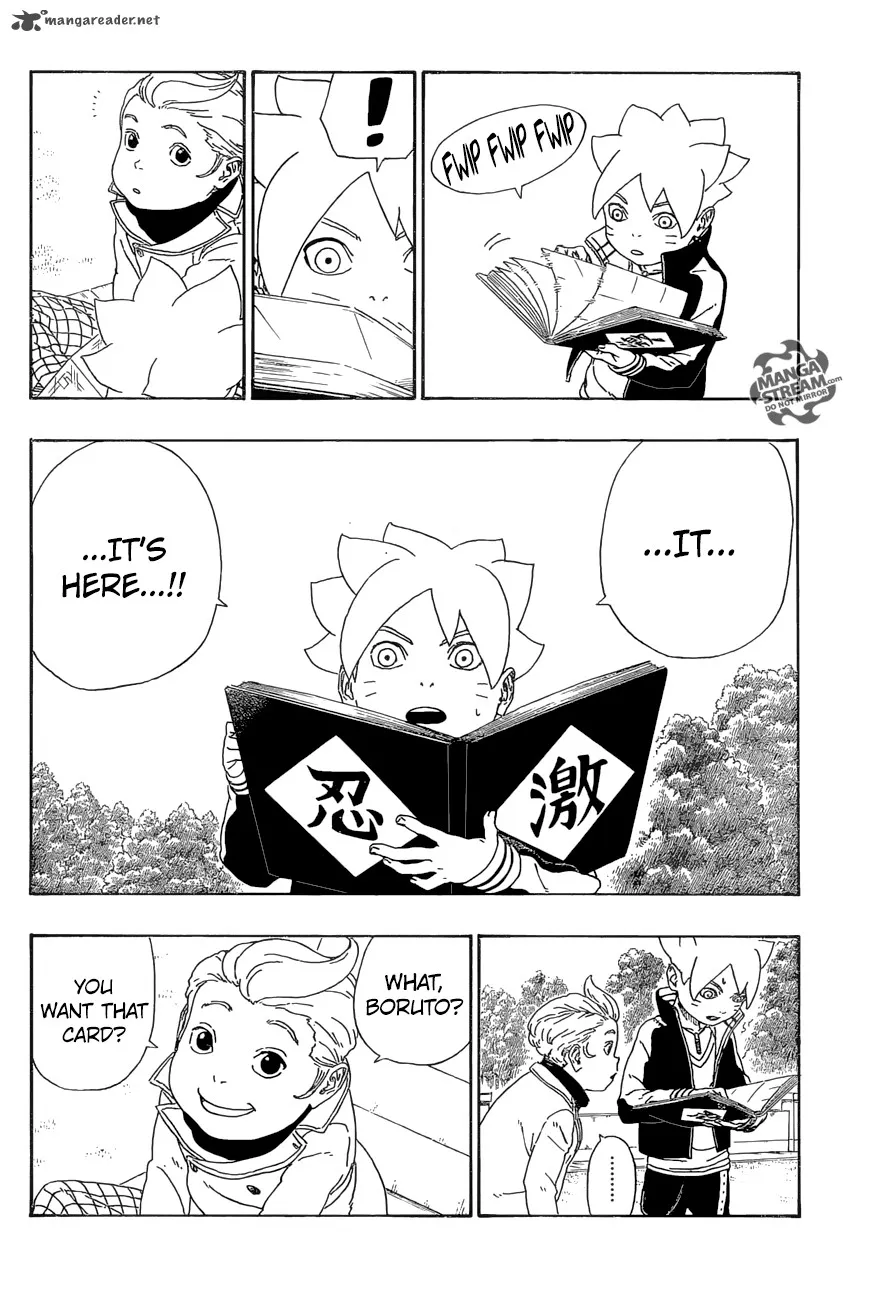 mangareader.net
FWIP FWIP FWIP
!
MANGA
-STREAM.com
DO NOT MIRROR
...IT...
...IT'S
HERE...!!
激
忍
.........
WHAT,
BORUTO?
YOU
WANT THAT
CARD?